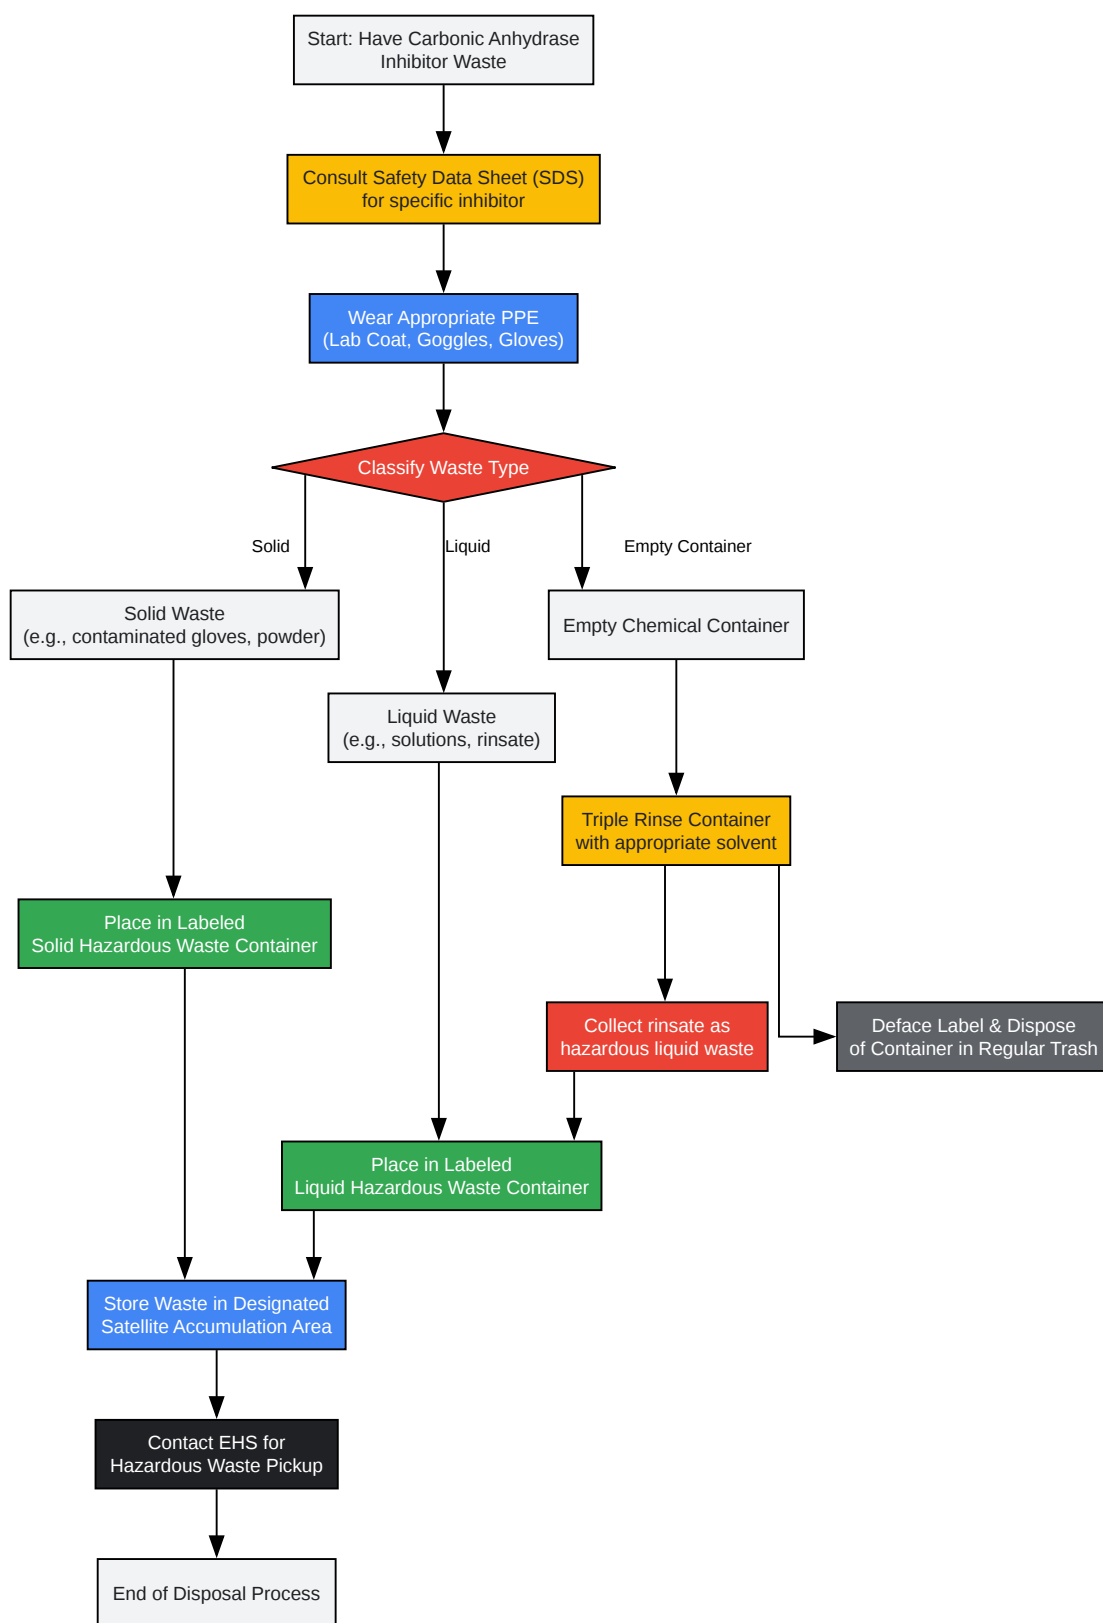 Start: Have Carbonic Anhydrase
Inhibitor Waste
Consult Safety Data Sheet (SDS)
for specific inhibitor
Wear Appropriate PPE
(Lab Coat, Goggles, Gloves)
Classify Waste Type
Solid
Liquid
Empty Container
Solid Waste
(e.g., contaminated gloves, powder)
Empty Chemical Container
Liquid Waste
(e.g., solutions, rinsate)
Triple Rinse Container
with appropriate solvent
Place in Labeled
Solid Hazardous Waste Container
Collect rinsate as
hazardous liquid waste
Deface Label & Dispose
of Container in Regular Trash
Place in Labeled
Liquid Hazardous Waste Container
Store Waste in Designated
Satellite Accumulation Area
Contact EHS for
Hazardous Waste Pickup
End of Disposal Process